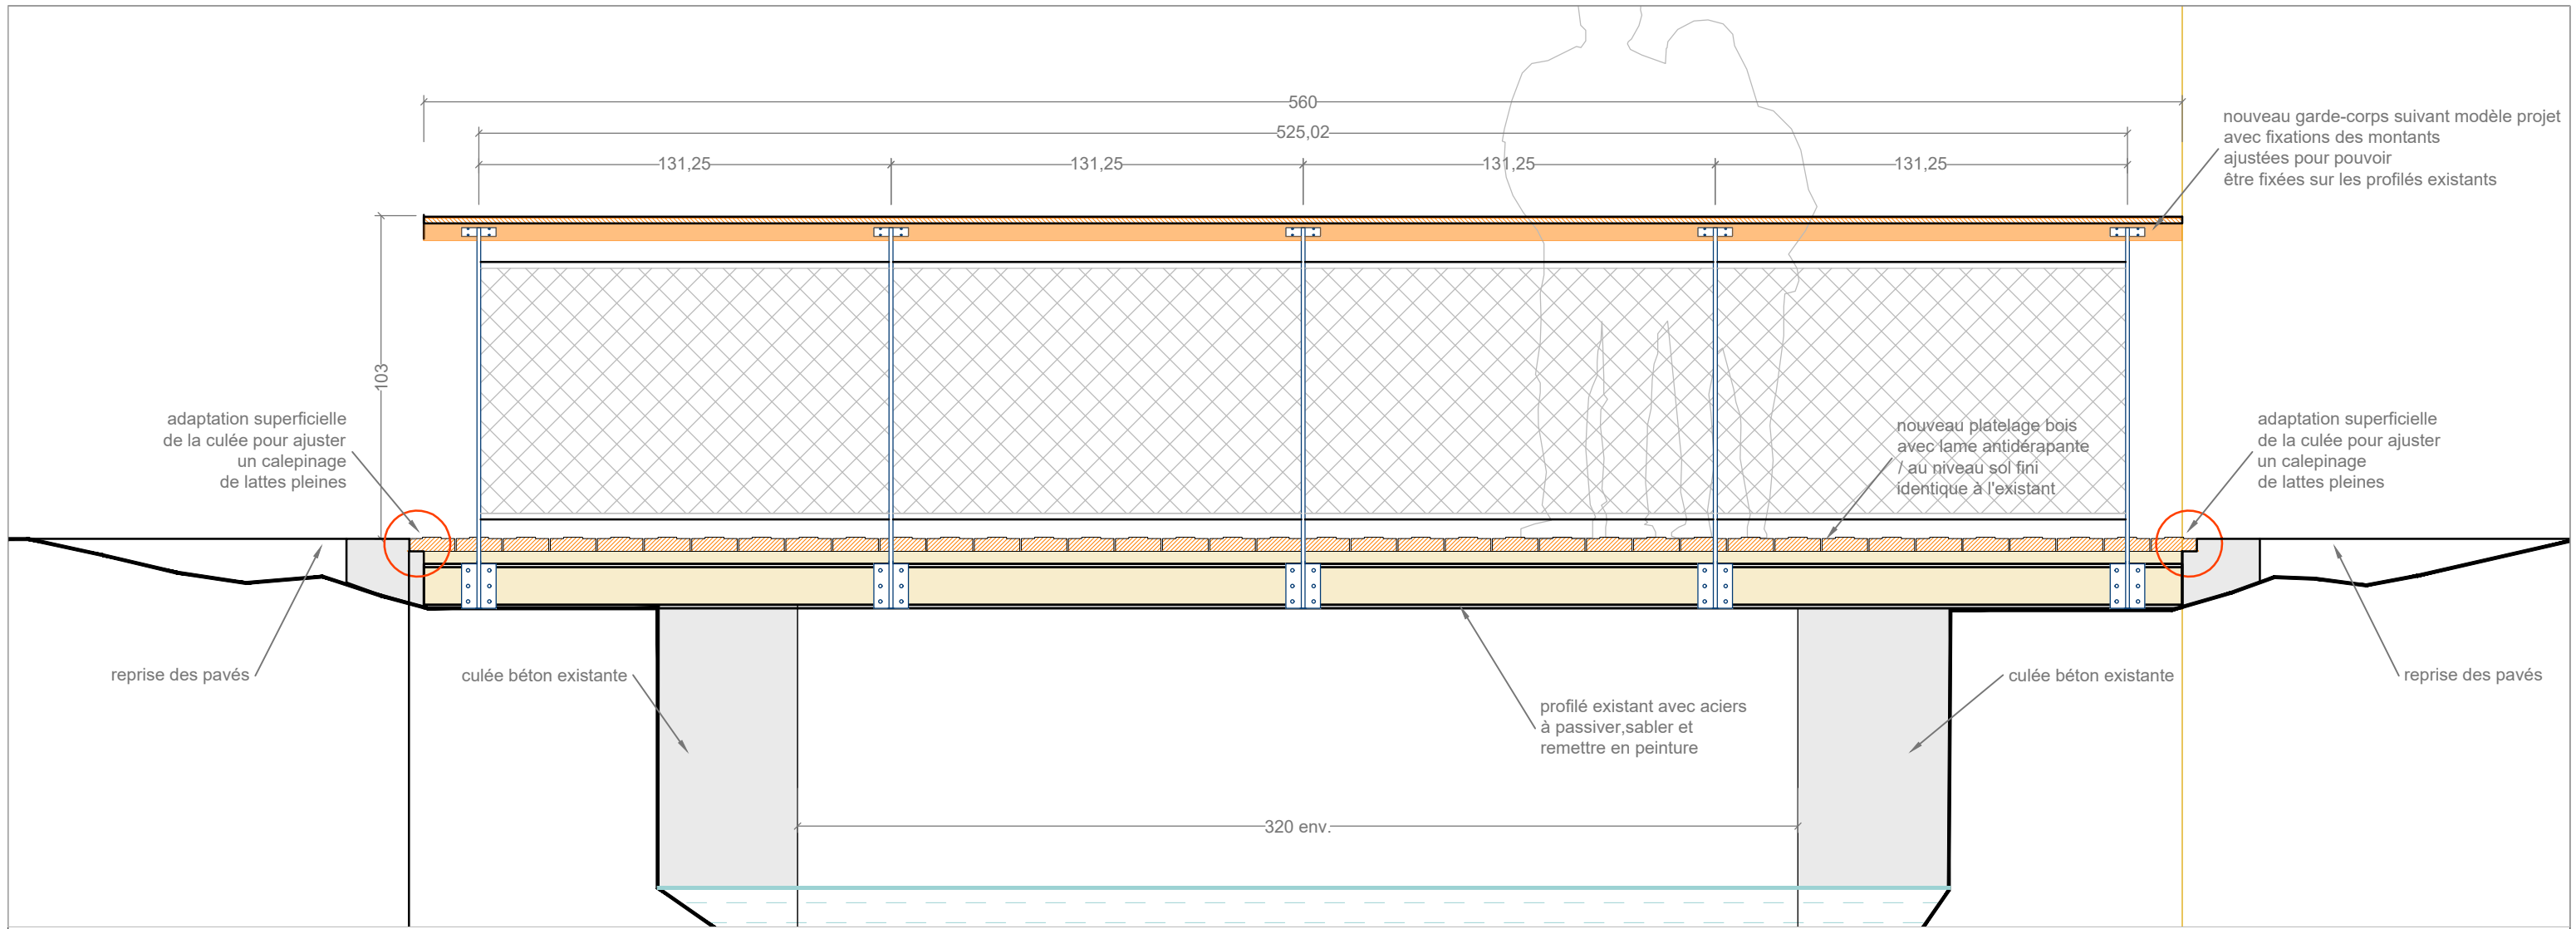 560
525,02
131,25
131,25
131,25
131,25
nouveau garde-corps suivant modèle projet
avec fixations des montants
ajustées pour pouvoir
être fixées sur les profilés existants
103
adaptation superficielle
de la culée pour ajuster
un calepinage
de lattes pleines
nouveau platelage bois
avec lame antidérapante
/ au niveau sol fini
identique à l'existant
adaptation superficielle
de la culée pour ajuster
un calepinage
de lattes pleines
reprise des pavés
culée béton existante
profilé existant avec aciers
à passiver,sabler et
remettre en peinture
culée béton existante
reprise des pavés
320 env.